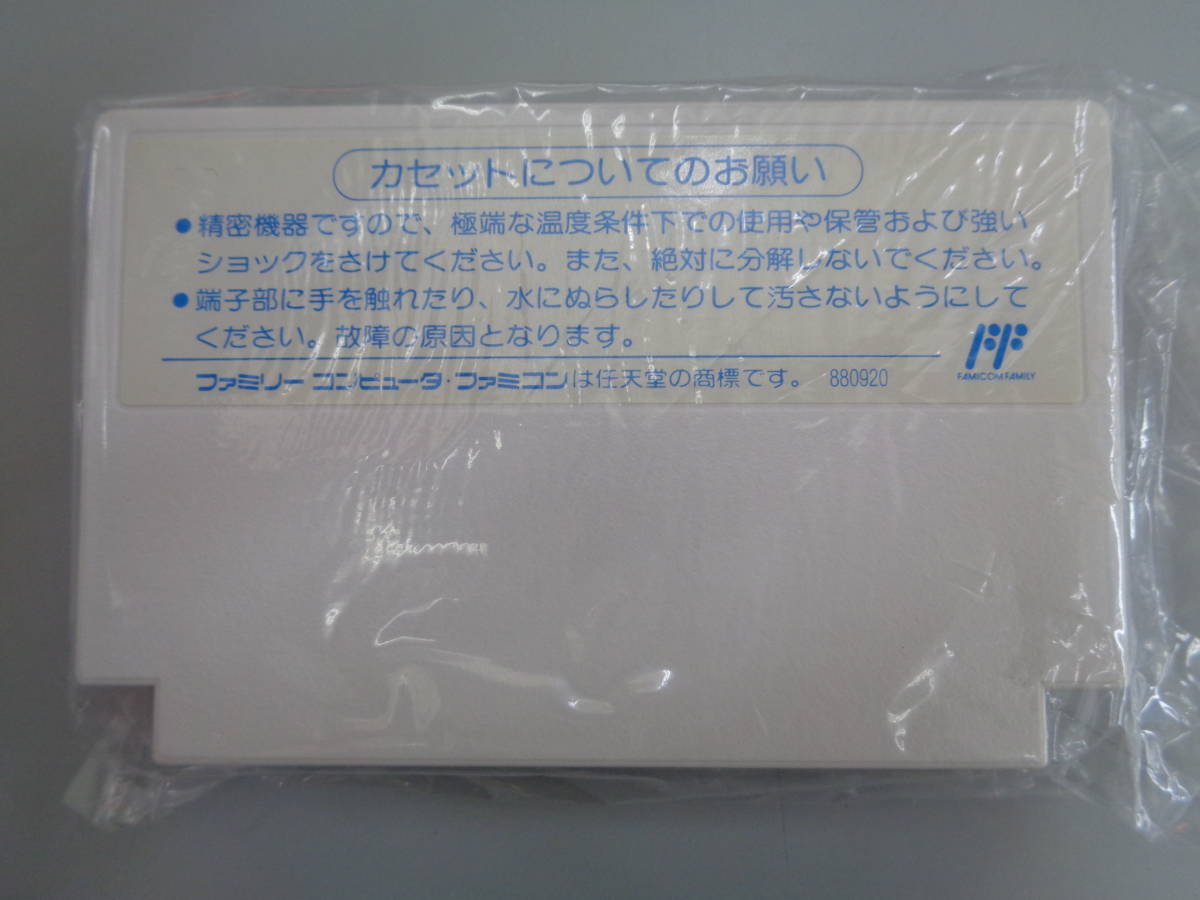 カセットについてのお願い
●精密機器ですので、極端な温度条件下での使用や保管および強い
ショックをさけてください。また、絶対に分解しないでください。
●端子部に手を触れたり、水にぬらしたりして汚さないようにして
ください。故障の原因となります。
ファミリー コンピュータ・ファミコンは任天堂の商標です。 880920
FF
FAMICOM FAMILY